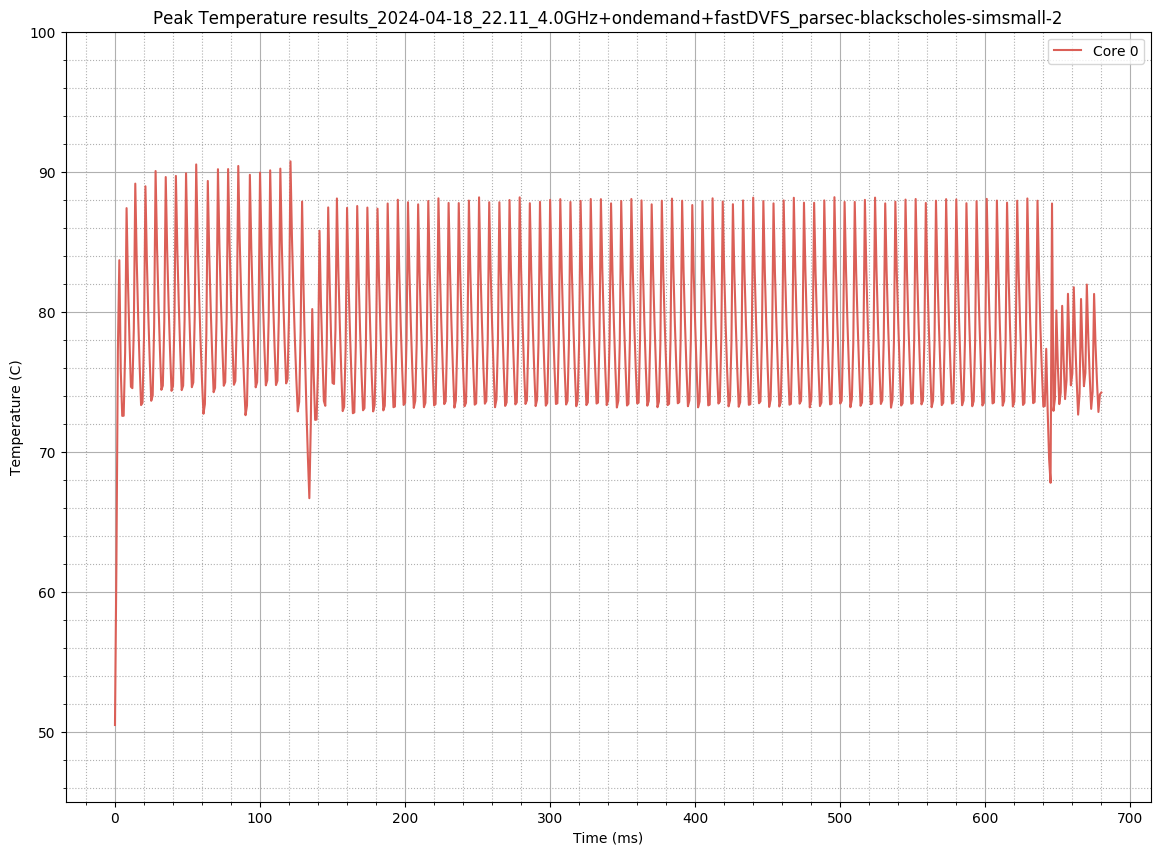 Peak Temperature results_2024-04-18_22.11_4.0GHz+ondemand+fastDVFS_parsec-blackscholes-simsmall-2
Core 0
100
90
80
70
60
50
Temperature (C)
0 100 200 300 400 500 600 700
Time (ms)